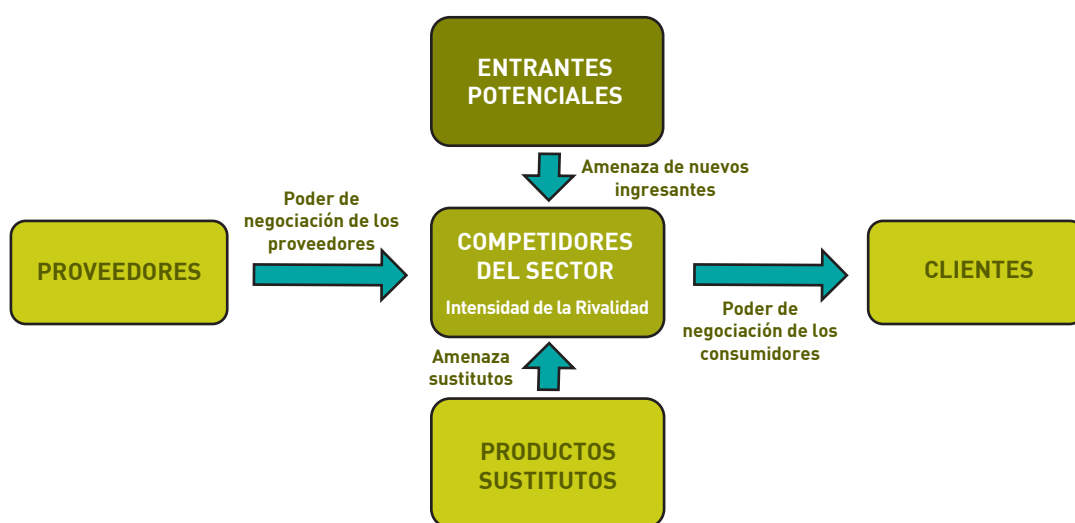 ENTRANTES
POTENCIALES
Amenaza de nuevos
ingresantes
Poder de
negociación de los
proveedores
PROVEEDORES
COMPETIDORES
DEL SECTOR
Intensidad de la Rivalidad
CLIENTES
Poder de
negociación de los
consumidores
Amenaza
sustitutos
PRODUCTOS
SUSTITUTOS